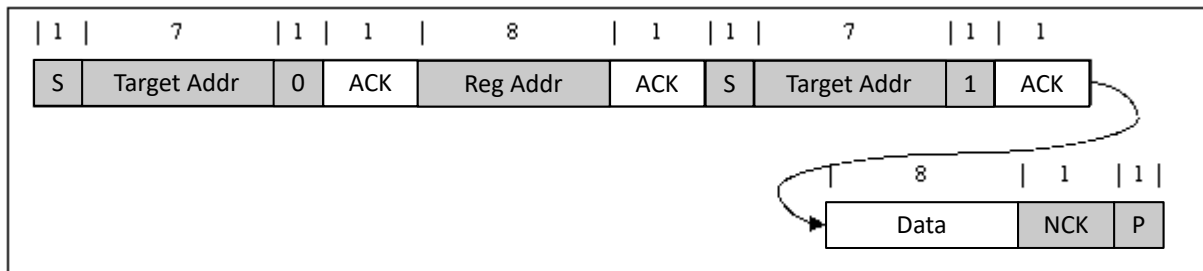 | 1 | 7 | 1 | 1 | 8 | 1 | 1 | 7 | 1 | 1
S Target Addr 0 ACK Reg Addr ACK S Target Addr 1 ACK
| 8 | 1 | 1 |
Data NCK P